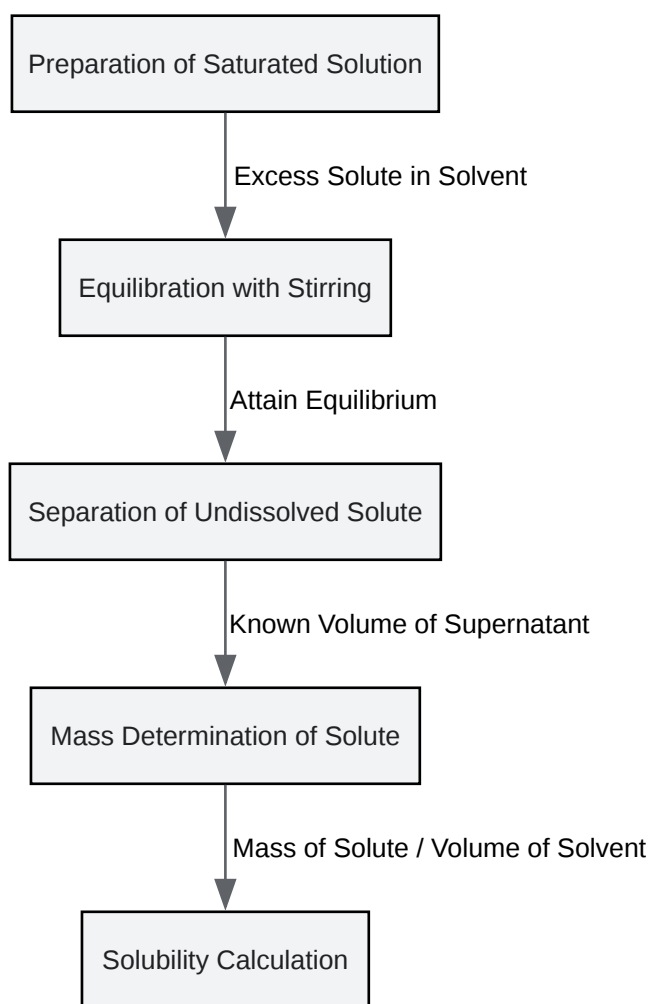 Preparation of Saturated Solution
Excess Solute in Solvent
Equilibration with Stirring
Attain Equilibrium
Separation of Undissolved Solute
Known Volume of Supernatant
Mass Determination of Solute
Mass of Solute / Volume of Solvent
Solubility Calculation